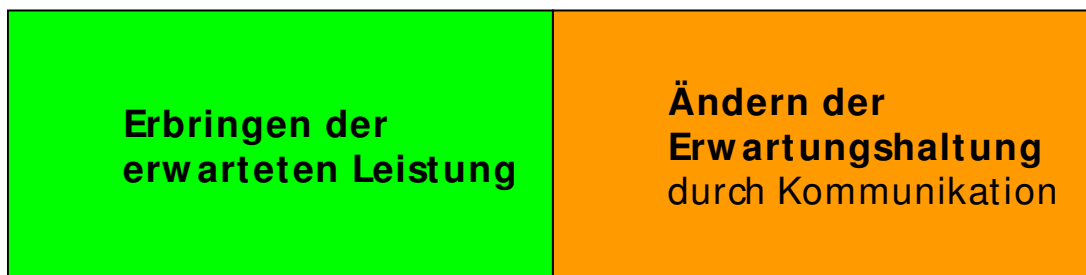 Erbringen der
erwarteten Leistung
Ändern der
Erwartungshaltung
durch Kommunikation